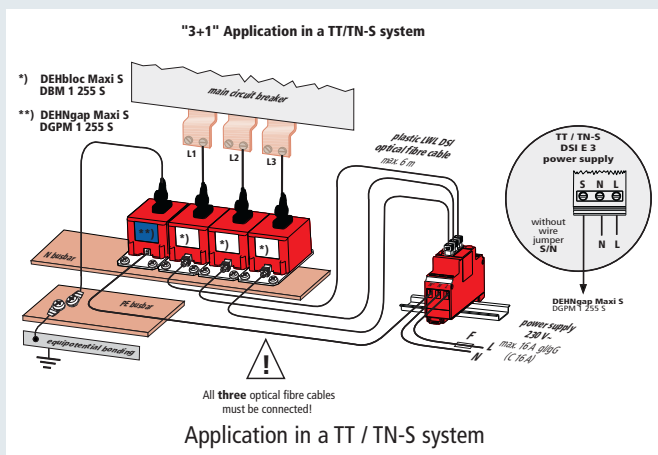 "3+1" Application in a TT/TN-S system
*) DEHbloc Maxi S
DBM 1 255 S
**) DEHNgap Maxi S
DGPM 1 255 S
main circuit breaker
L1
L2
L3
plastic LWL DSI
optical fibre cable
max. 6 m
TT / TN-S
DSI E 3
power supply
S N L
without
wire
jumper
S/N
N L
DEHNgap Maxi S
DGPM 1 255 S
**)
*)
*)
*)
N busbar
PE busbar
equipotential bonding
power supply
230 V~
max. 16 A gl/gG
(C 16 A)
F
L
N
!
All three optical fibre cables
must be connected!
Application in a TT / TN-S system